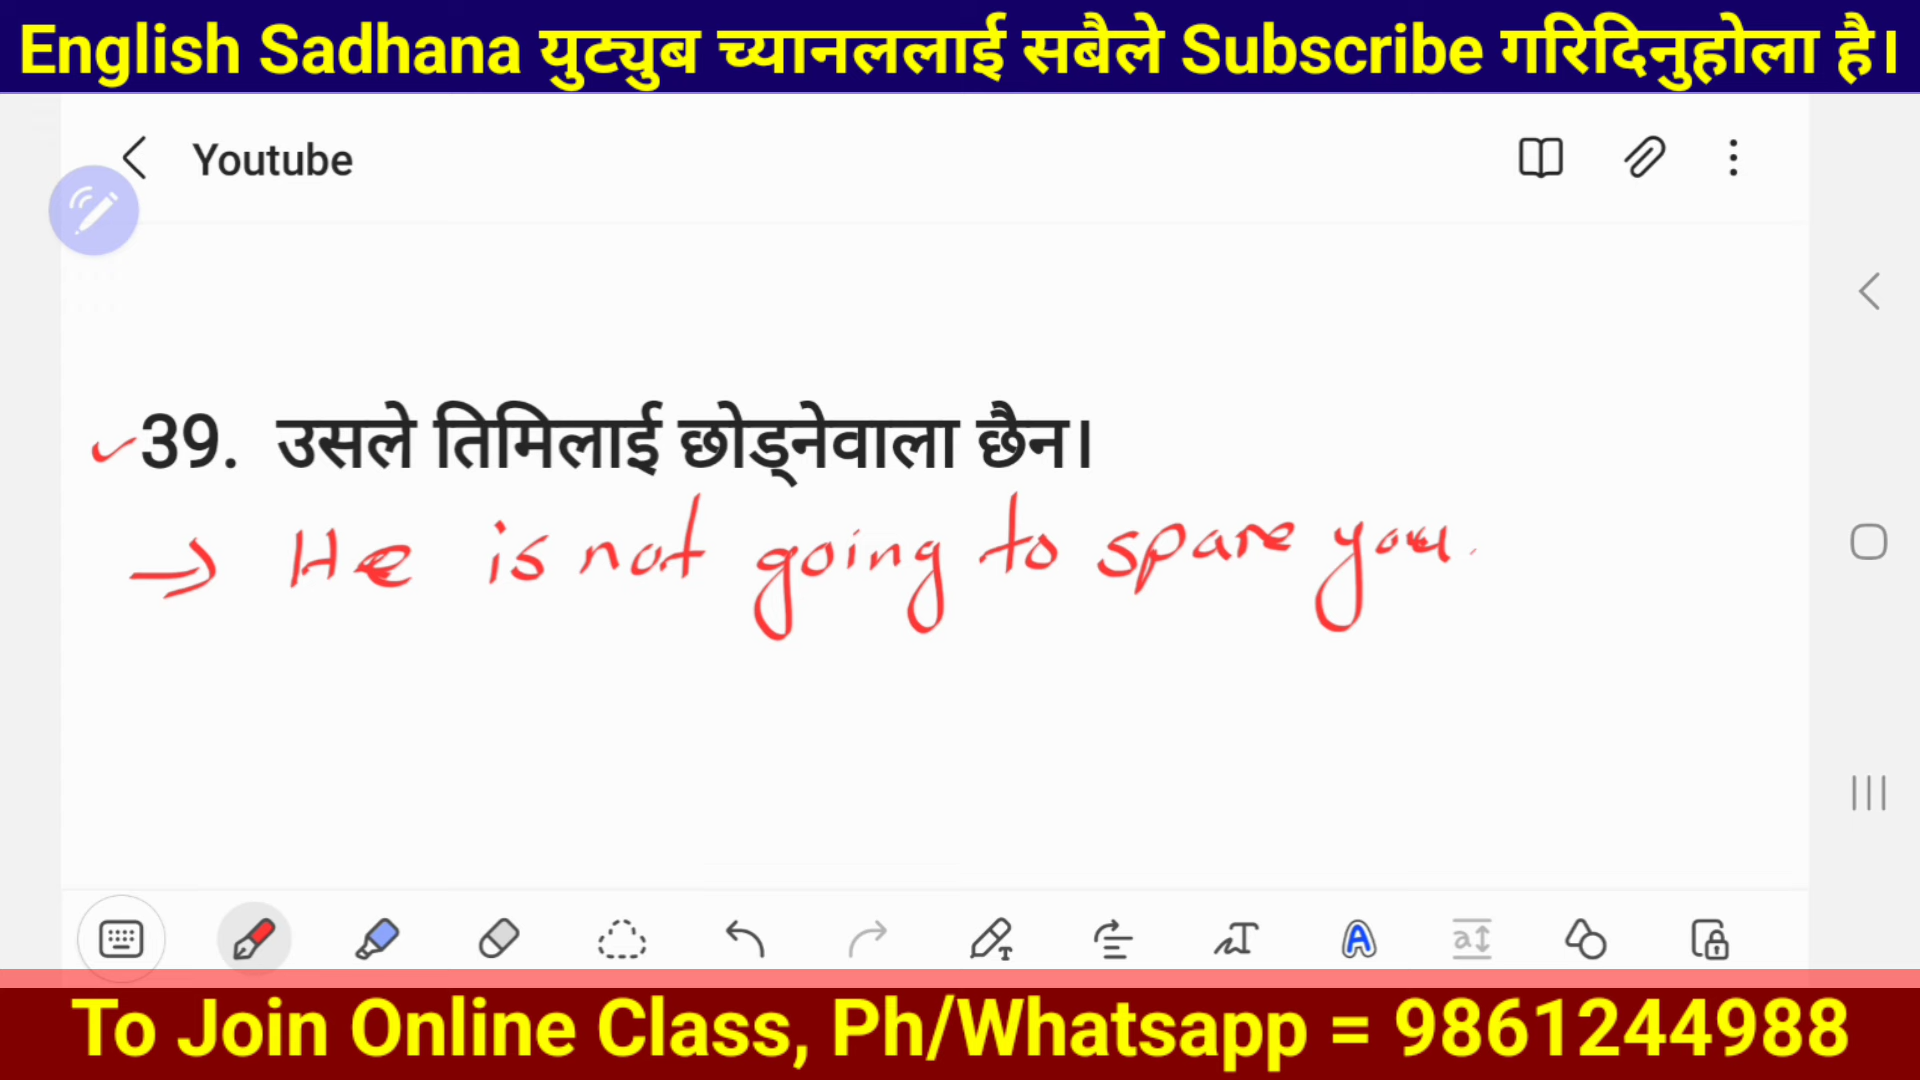 English Sadhana युट्युब च्यानललाई सबैले Subscribe गरिदिनुहोला है।
Youtube
39. उसले तिमिलाई छोड्नेवाला छैन।
→ He is not going to spare you.
To Join Online Class, Ph/Whatsapp = 9861244988